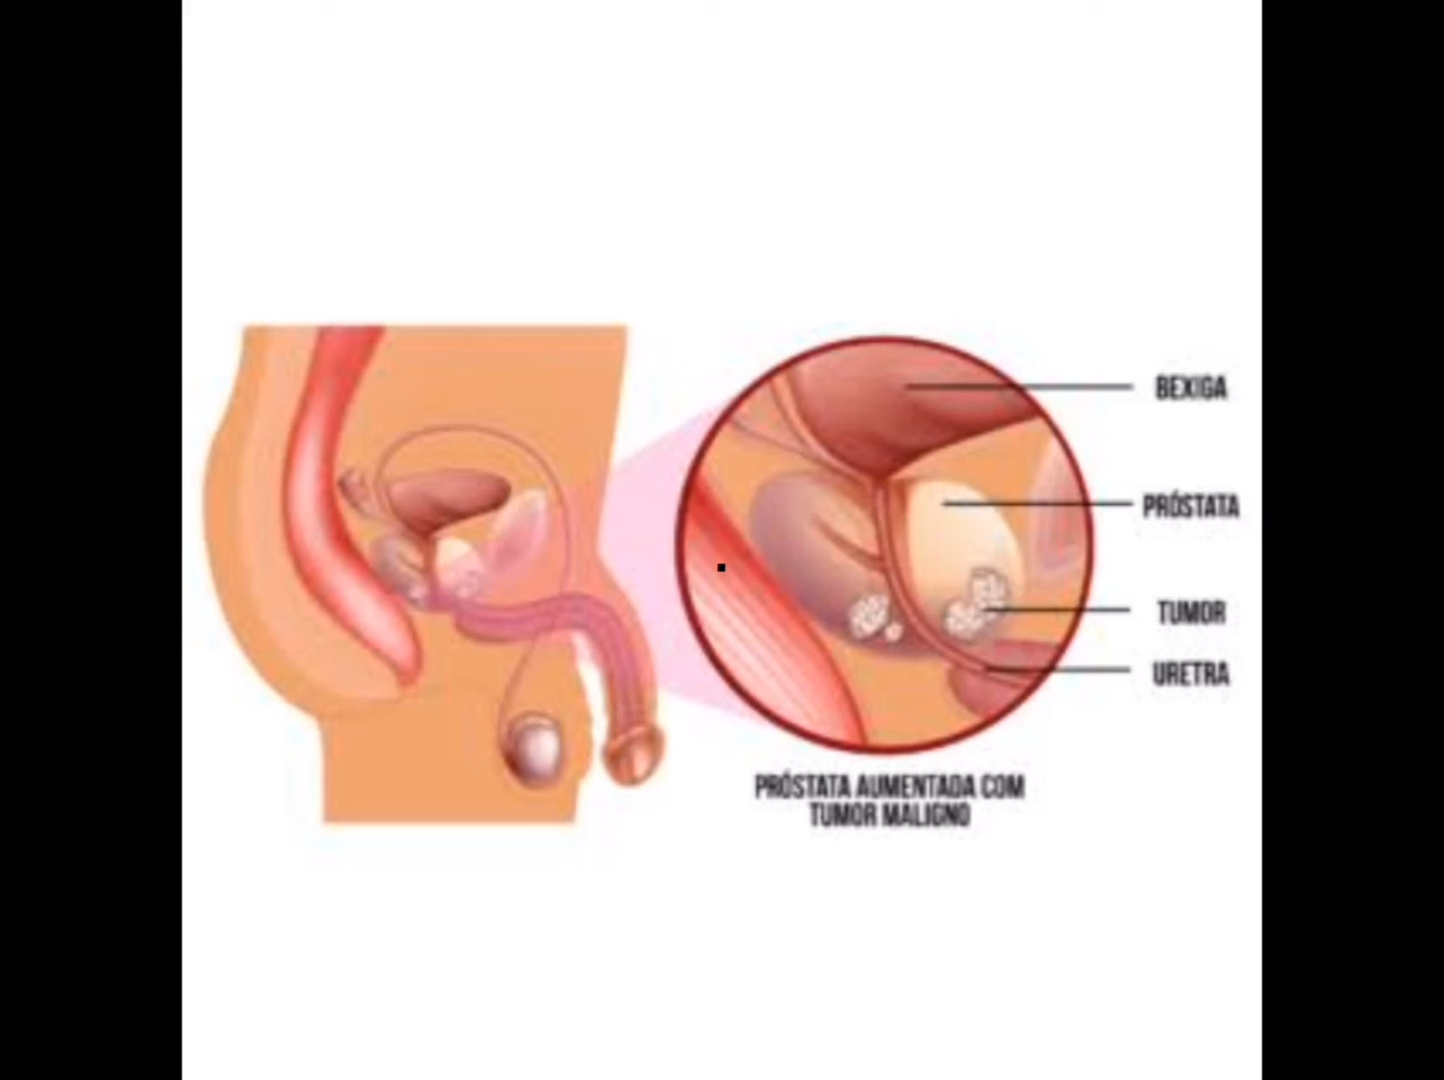 BEXIGA
PRÓSTATA
TUMOR
URETRA
PRÓSTATA AUMENTADA COM
TUMOR MALIGNO